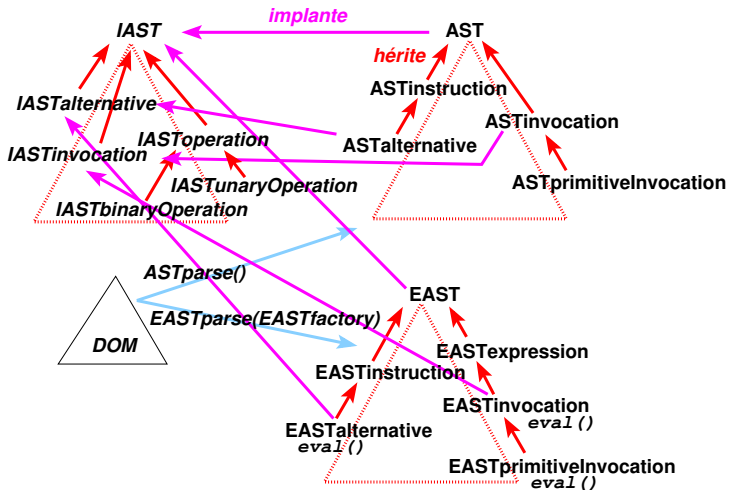 implante
IAST
AST
hérite
ASTinstruction
IASTalternative
ASTinvocation
IASToperation
ASTalternative
IASTinvocation
IASTunaryOperation
ASTprimitiveInvocation
IASTbinaryOperation
ASTparse()
EAST
EASTparse(EASTfactory)
DOM
EASTexpression
EASTinstruction
EASTinvocation
eval()
EASTalternative
eval()
EASTprimitiveInvocation
eval()